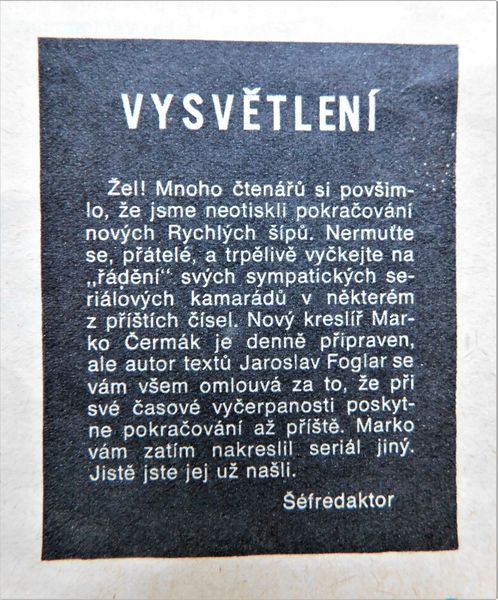 VYSVĚTLENÍ
Žel! Mnoho čtenářů si povšim-
lo, že jsme neotiskli pokračování
nových Rychlých šípů. Nermuťte
se, přátelé, a trpělivě vyčkejte na
„řádění“ svých sympatických se-
riálových kamarádů v některém
z příštích čísel. Nový kreslíř Mar-
ko Čermák je denně připraven,
ale autor textů Jaroslav Foglar se
vám všem omlouvá za to, že při
své časové vyčerpanosti poskyt-
ne pokračování až příště. Marko
vám zatím nakreslil seriál jiný.
Jistě jste jej už našli.
Šéfredaktor